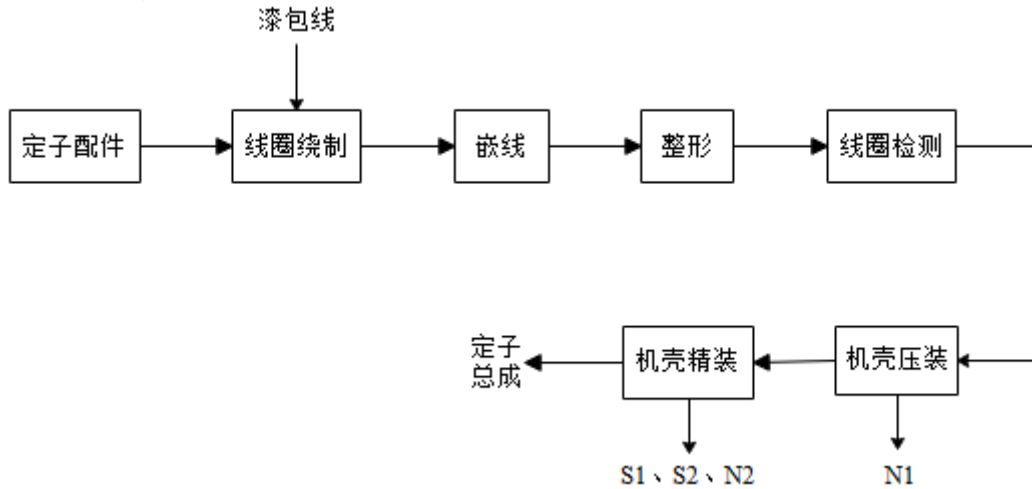 漆包线
定子配件
线圈绕制
嵌线
整形
线圈检测
定子
总成
机壳精装
机壳压装
S1、S2、N2
N1